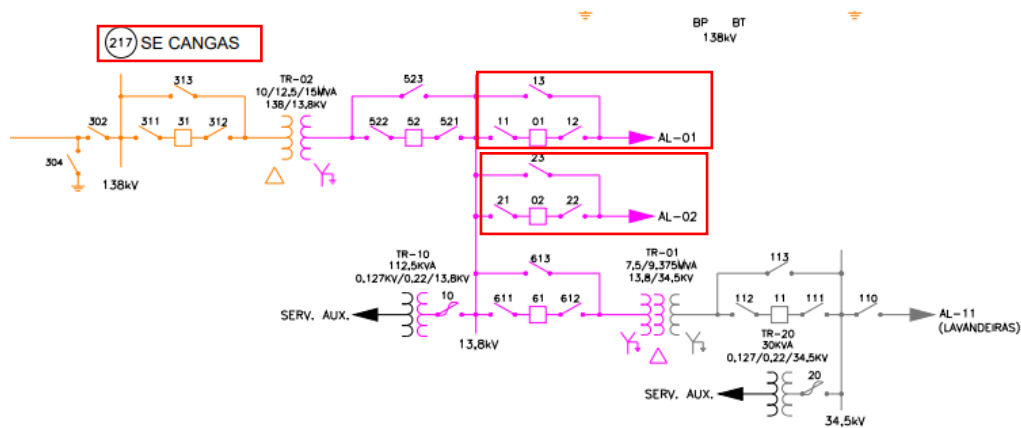 BP BT
138kV
217 SE CANGAS
313
302
311
31
312
304
138kV
TR-02
10/12,5/15MVA
138/13,8KV
523
522
52
521
13
11
01
12
AL-01
23
21
02
22
AL-02
TR-10
112,5KVA
0.127KV/0.22/13,8KV
10
SERV. AUX.
13,8kV
613
611
61
612
TR-01
7,5/9,375MVA
13.8/34,5KV
113
112
11
111
110
AL-11
(LAVANDEIRAS)
TR-20
30KVA
0,127/0,22/34,5KV
20
SERV. AUX.
34,5kV